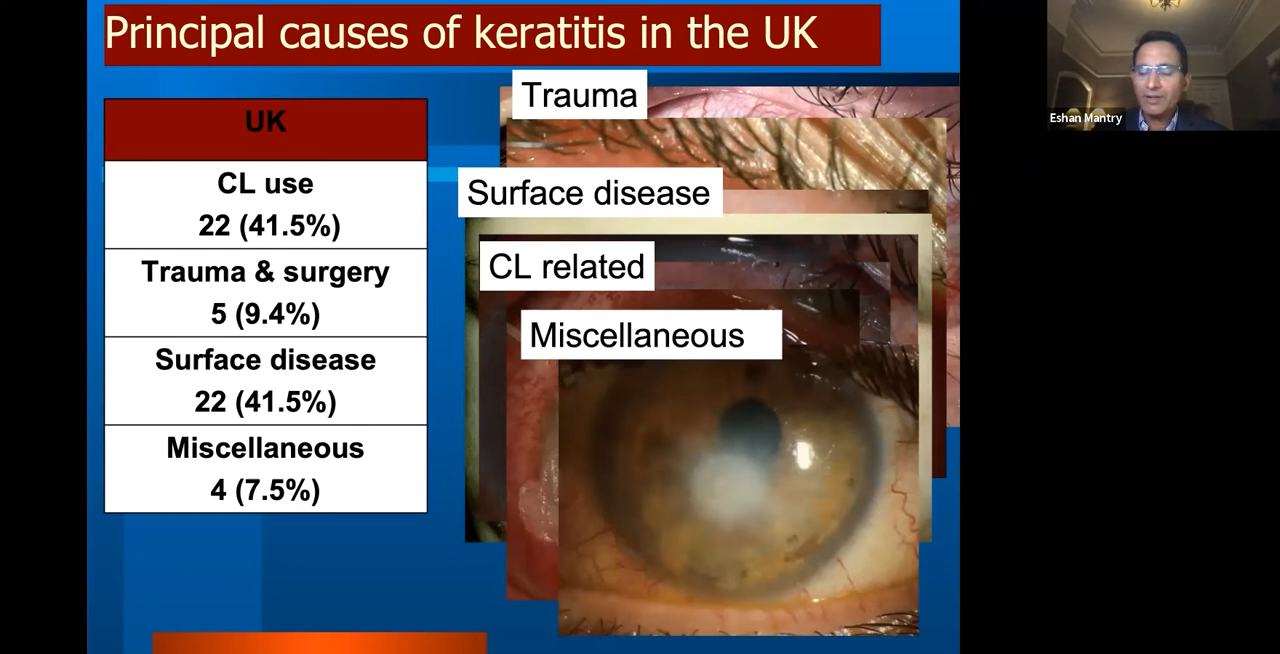 Principal causes of keratitis in the UK
UK
CL use
22 (41.5%)
Trauma & surgery
5 (9.4%)
Surface disease
22 (41.5%)
Miscellaneous
4 (7.5%)
Trauma
Surface disease
CL related
Miscellaneous
Eshan Mantry